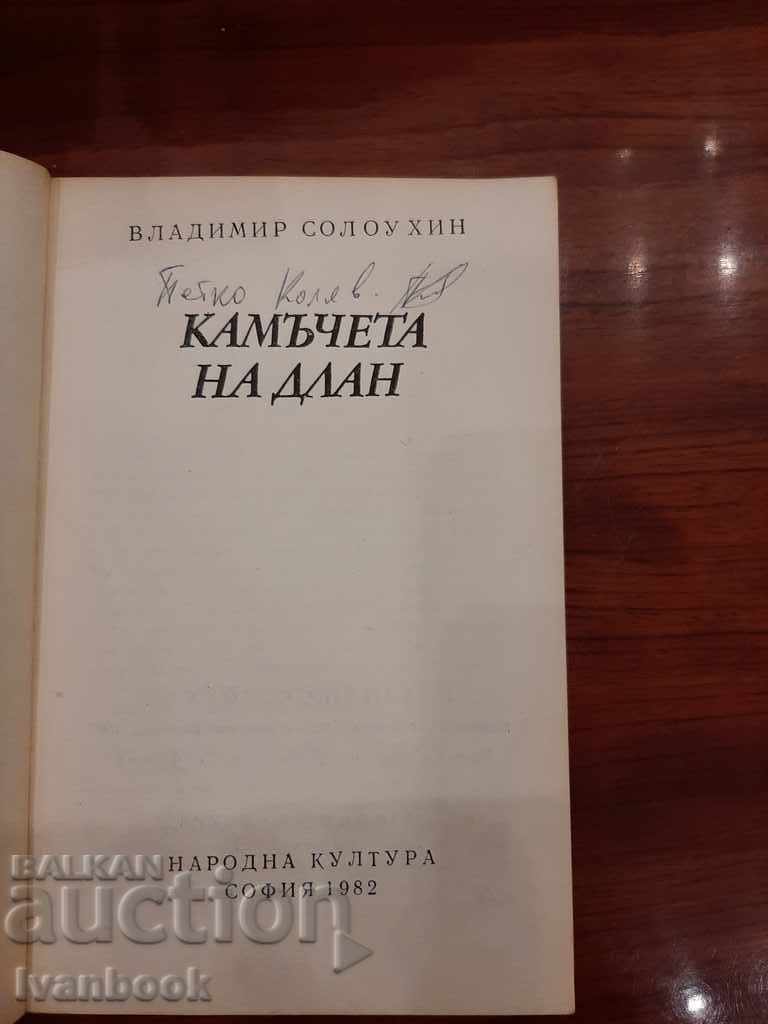 ВЛАДИМИР СОЛОУХИН
Петко Колев.
КАМЪЧЕТА
НА ДЛАН
НАРОДНА КУЛТУРА
СОФИЯ 1982
BALKAN
auction
Ivanbook